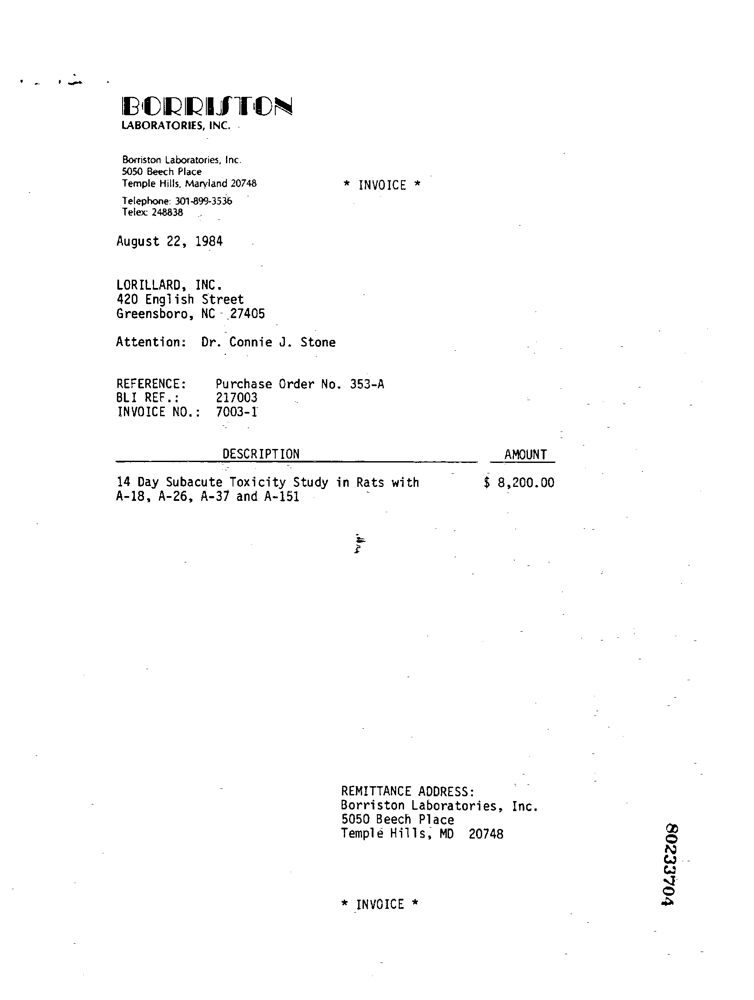 BORRISTON
LABORATORIES, INC.
Borriston Laboratories, Inc.
5050 Beech Place
Temple Hills, Maryland 20748
* INVOICE *
Telephone: 301-899-3536
Telex: 248838
August 22, 1984
LORILLARD, INC.
420 English Street
Greensboro, NC 27405
Attention: Dr. Connie J. Stone
REFERENCE: Purchase Order No. 353-A
BLI REF.: 217003
INVOICE NO.: 7003-1
DESCRIPTION AMOUNT
14 Day Subacute Toxicity Study in Rats with $ 8,200.00
A-18, A-26, A-37 and A-151
REMITTANCE ADDRESS:
Borriston Laboratories, Inc.
5050 Beech Place
Temple Hills, MD 20748
* INVOICE *
80233704